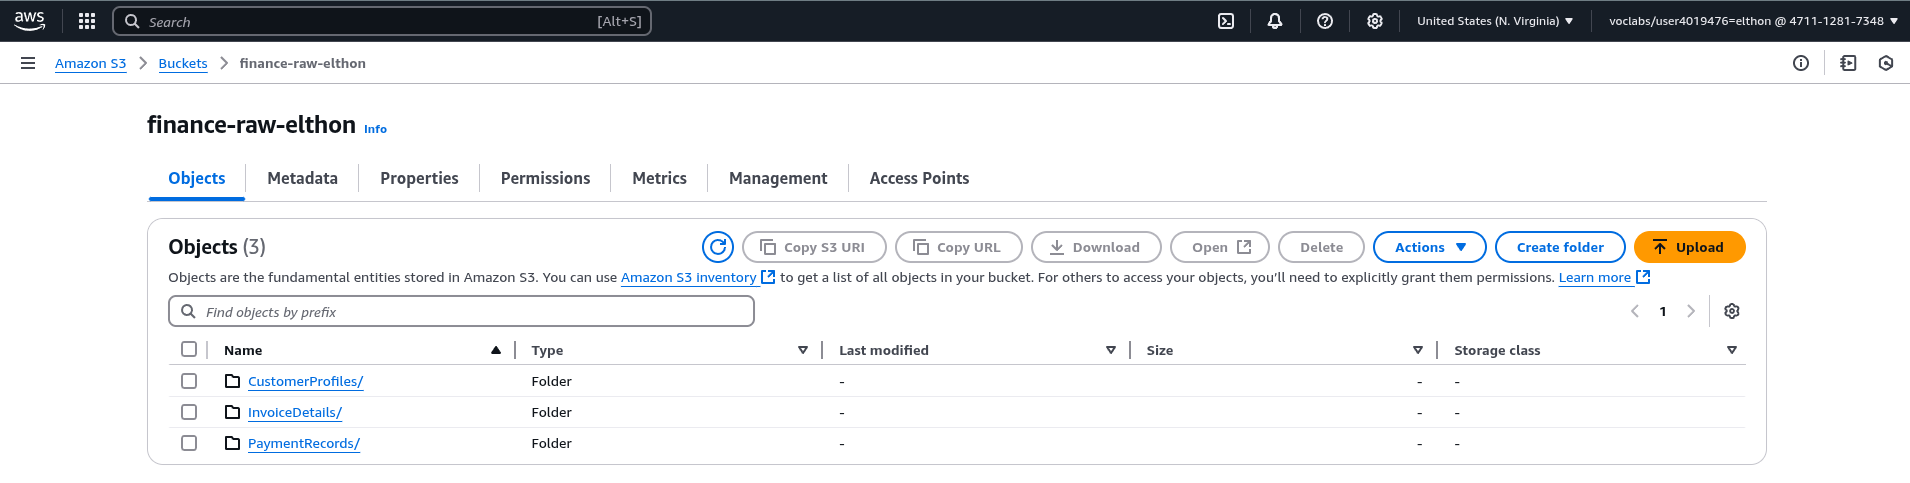 aws Search [Alt+S] United States (N. Virginia) voclabs/user4019476=elthon @ 4711-1281-7348
Amazon S3 Buckets finance-raw-elthon
finance-raw-elthon Info
Objects Metadata Properties Permissions Metrics Management Access Points
Objects (3) Copy S3 URI Copy URL Download Open Delete Actions Create folder Upload
Objects are the fundamental entities stored in Amazon S3. You can use Amazon S3 inventory to get a list of all objects in your bucket. For others to access your objects, you'll need to explicitly grant them permissions. Learn more
Find objects by prefix 1
Name Type Last modified Size Storage class
CustomerProfiles/ Folder - - -
InvoiceDetails/ Folder - - -
PaymentRecords/ Folder - - -